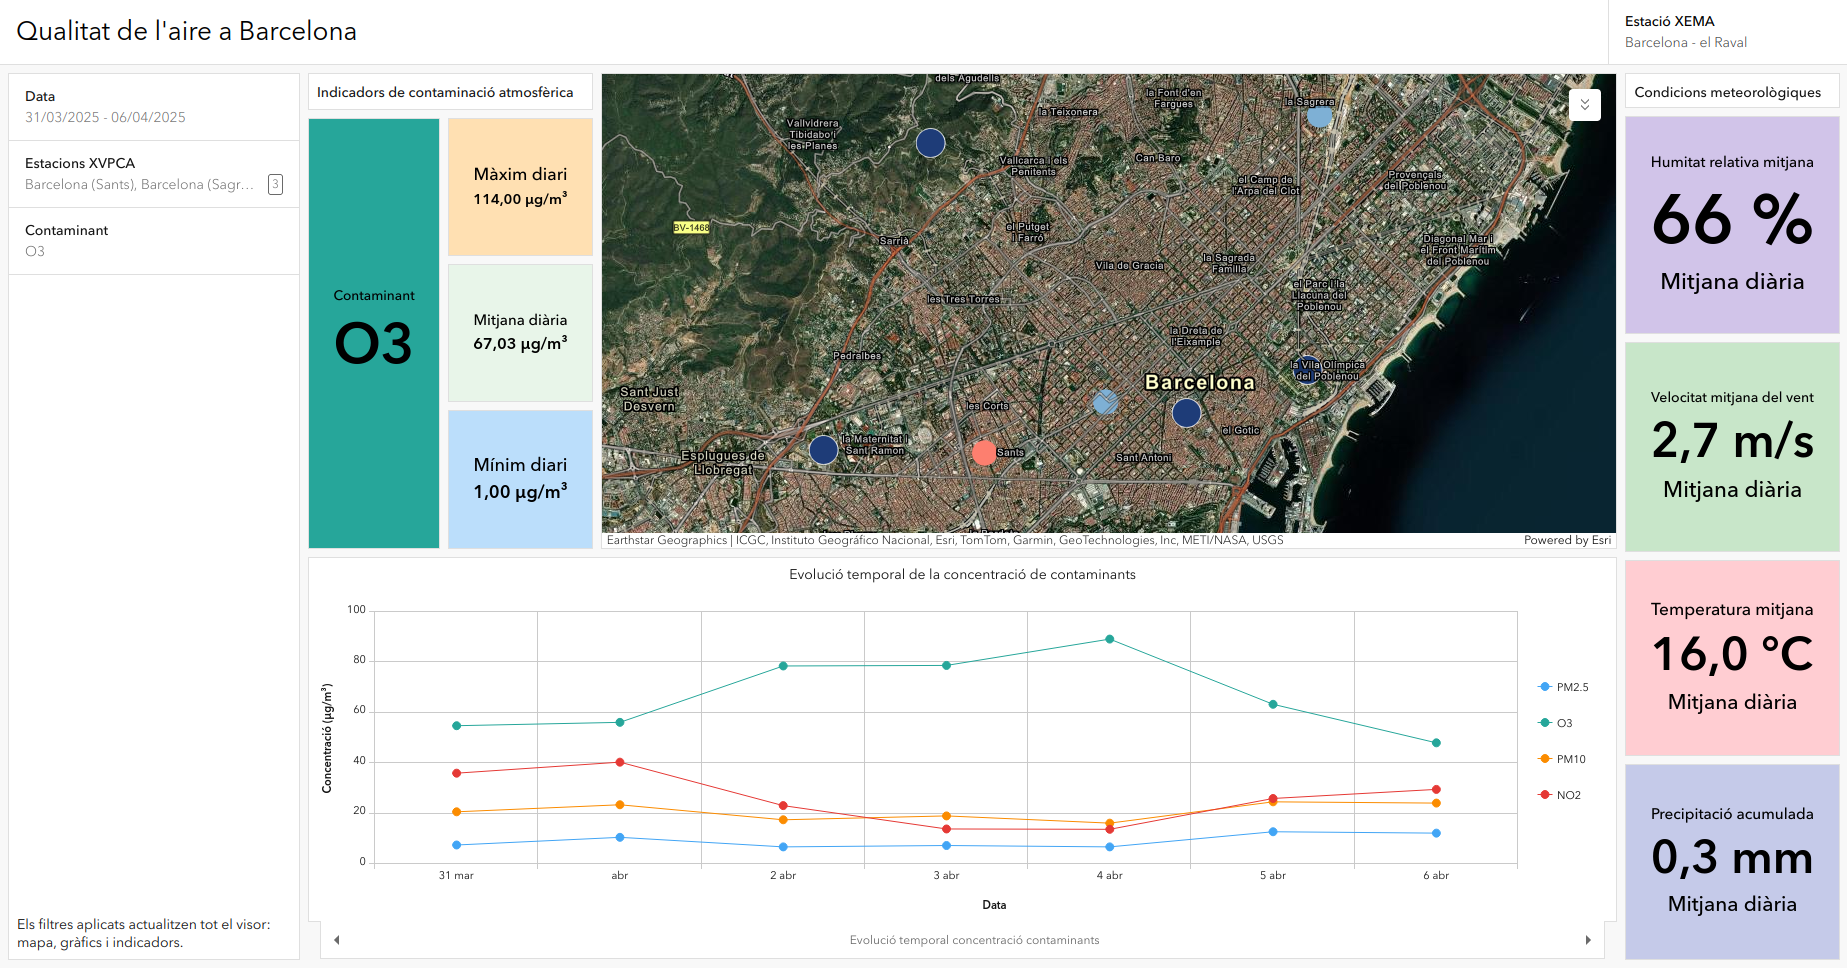 Qualitat de l'aire a Barcelona
Estació XEMA
Barcelona - el Raval
Data
31/03/2025 - 06/04/2025
Estacions XVPCA
Barcelona (Sants), Barcelona (Sagr... 3
Contaminant
O3
Els filtres aplicats actualitzen tot el visor:
mapa, gràfics i indicadors.
Indicadors de contaminació atmosfèrica
Contaminant
O3
Màxim diari
114,00 µg/m³
Mitjana diària
67,03 µg/m³
Mínim diari
1,00 µg/m³
dels Agudells
la Font d'en
Fargues
la Sagrera
la Teixonera
Vallvidrera
Tibidabo i
les Planes
Vallcarca i els
Penitents
Can Baro
el Camp de
l'Arpa del Clot
Provençals
del Poblenou
BV-1468
Sarrià
el Putget
i Farró
Diagonal Mar i
el Front Marítim
del Poblenou
Vila de Gracia
la Sagrada
Família
les Tres Torres
el Parc i la
Llacuna del
Poblenou
la Dreta de
l'Eixample
Pedralbes
la Vila Olímpica
del Poblenou
Barcelona
Sant Just
Desvern
les Corts
el Gotic
la Maternitat i
Sant Ramon
Sants
Sant Antoni
Esplugues de
Llobregat
Earthstar Geographics | ICGC, Instituto Geográfico Nacional, Esri, TomTom, Garmin, GeoTechnologies, Inc, METI/NASA, USGS
Powered by Esri
Evolució temporal de la concentració de contaminants
Concentració (µg/m³)
100
80
60
40
20
0
31 mar
abr
2 abr
3 abr
4 abr
5 abr
6 abr
Data
PM2.5
O3
PM10
NO2
Evolució temporal concentració contaminants
Condicions meteorològiques
Humitat relativa mitjana
66 %
Mitjana diària
Velocitat mitjana del vent
2,7 m/s
Mitjana diària
Temperatura mitjana
16,0 °C
Mitjana diària
Precipitació acumulada
0,3 mm
Mitjana diària